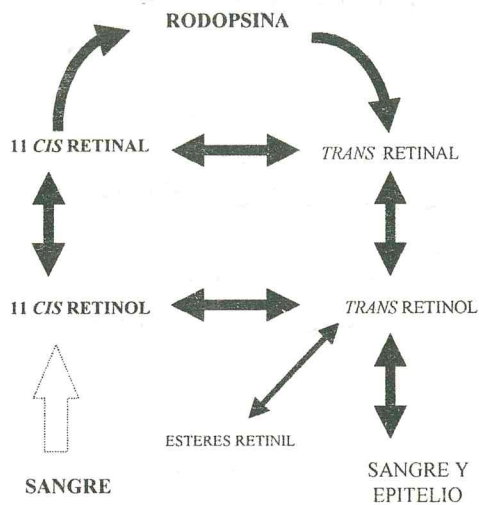 RODOPSINA
11 CIS RETINAL
TRANS RETINAL
11 CIS RETINOL
TRANS RETINOL
ESTERES RETINIL
SANGRE
SANGRE Y
EPITELIO